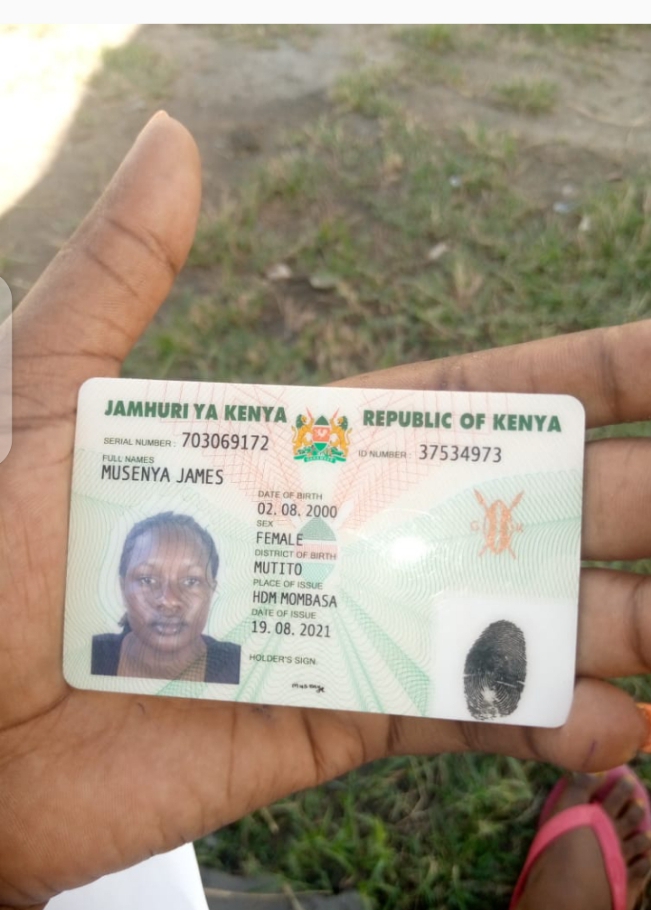 JAMHURI YA KENYA REPUBLIC OF KENYA
SERIAL NUMBER : 703069172 ID NUMBER : 37534973
FULL NAMES
MUSENYA JAMES
DATE OF BIRTH
02. 08. 2000
SEX
FEMALE
DISTRICT OF BIRTH
MUTITO
PLACE OF ISSUE
HDM MOMBASA
DATE OF ISSUE
19. 08. 2021
HOLDER'S SIGN.